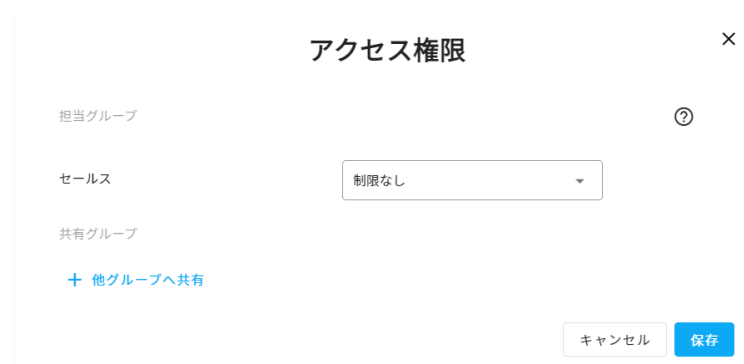 アクセス権限
担当グループ
セールス
制限なし
共有グループ
+ 他グループへ共有
キャンセル
保存